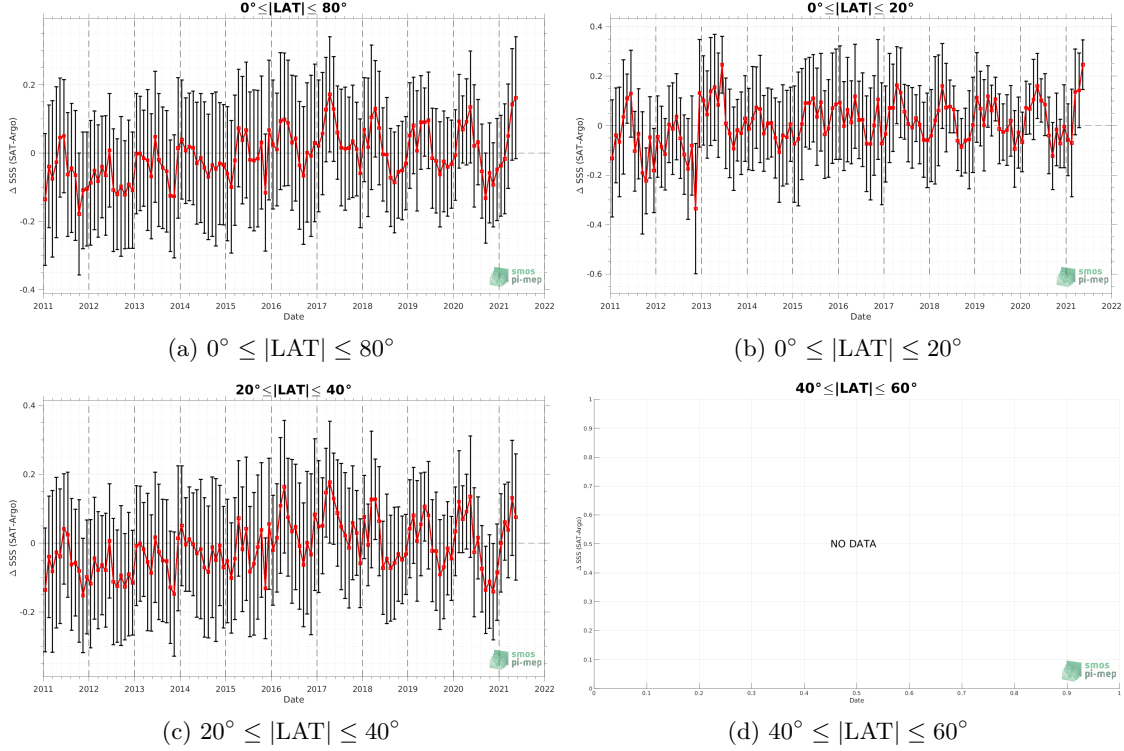 0°≤|LAT|≤ 80°
Δ SSS (SAT-Argo)
0.2
0
-0.2
-0.4
2011 2012 2013 2014 2015 2016 2017 2018 2019 2020 2021 2022
Date
smos
pi-mep
(a) 0° ≤ |LAT| ≤ 80°
0°≤|LAT|≤ 20°
Δ SSS (SAT-Argo)
0.4
0.2
0
-0.2
-0.4
-0.6
2011 2012 2013 2014 2015 2016 2017 2018 2019 2020 2021 2022
Date
smos
pi-mep
(b) 0° ≤ |LAT| ≤ 20°
20°≤|LAT|≤ 40°
Δ SSS (SAT-Argo)
0.4
0.2
0
-0.2
2011 2012 2013 2014 2015 2016 2017 2018 2019 2020 2021 2022
Date
smos
pi-mep
(c) 20° ≤ |LAT| ≤ 40°
40°≤|LAT|≤ 60°
Δ SSS (SAT-Argo)
1
0.9
0.8
0.7
0.6
0.5
0.4
0.3
0.2
0.1
0
NO DATA
0 0.1 0.2 0.3 0.4 0.5 0.6 0.7 0.8 0.9 1
Date
smos
pi-mep
(d) 40° ≤ |LAT| ≤ 60°